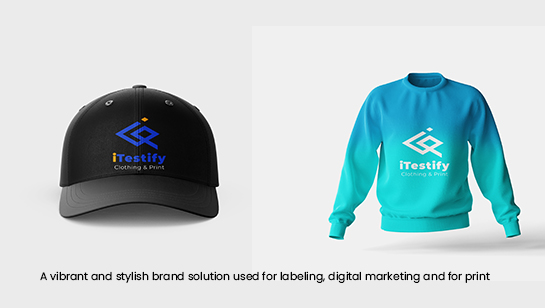 iTestify
Clothing & Print
iTestify
Clothing & Print
A vibrant and stylish brand solution used for labeling, digital marketing and for print